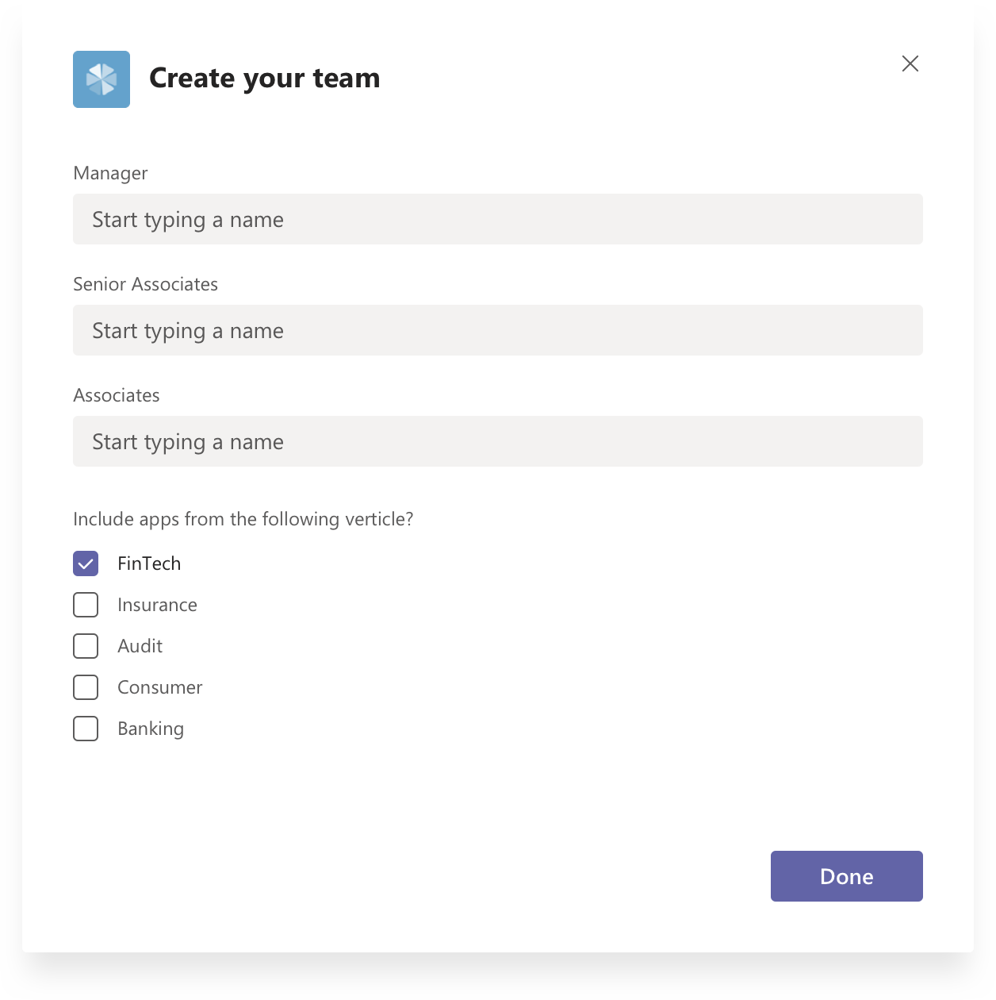 Create your team
Manager
Start typing a name
Senior Associates
Start typing a name
Associates
Start typing a name
Include apps from the following verticle?
FinTech
Insurance
Audit
Consumer
Banking
Done